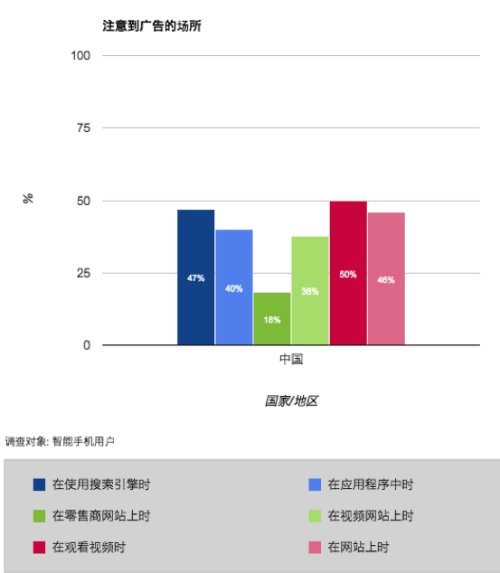 注意到广告的场所
100
75
%
50
25
0
47%
40%
18%
38%
50%
46%
中国
国家/地区
调查对象: 智能手机用户
在使用搜索引擎时
在应用程序中时
在零售商网站上时
在视频网站上时
在观看视频时
在网站上时